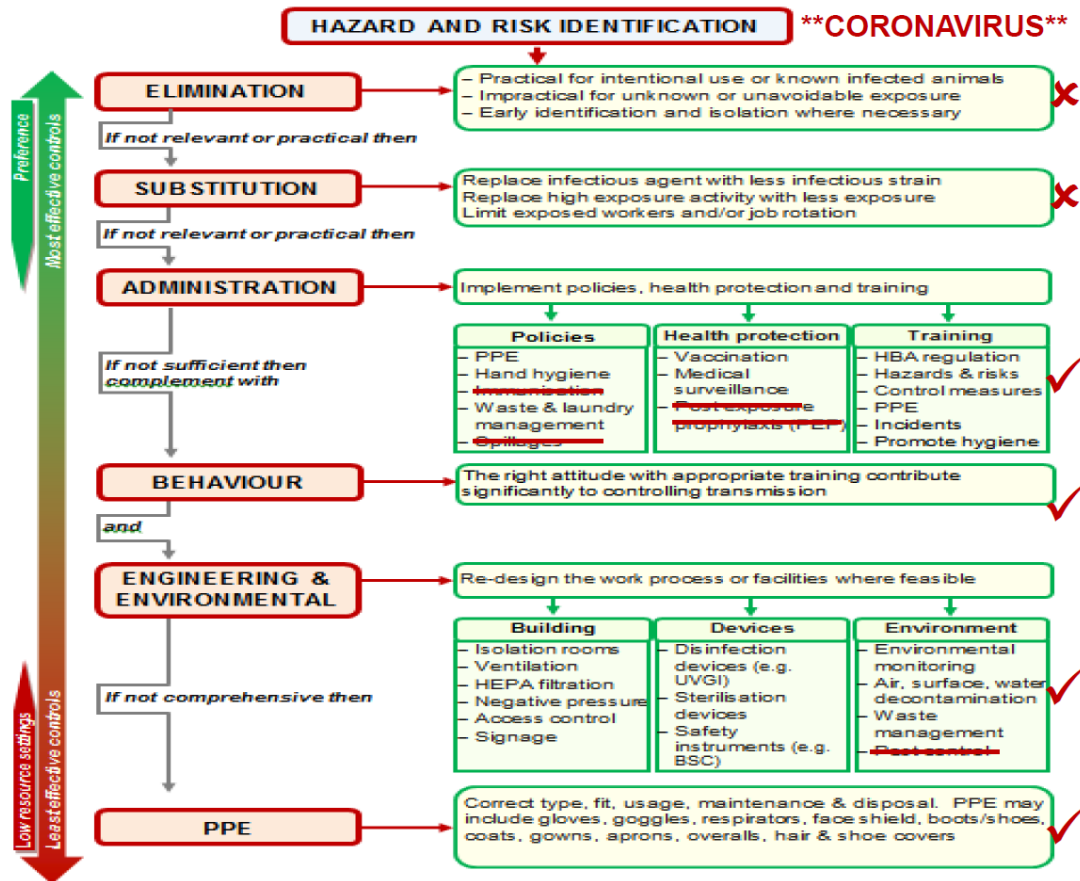 HAZARD AND RISK IDENTIFICATION
**CORONAVIRUS**
Preference
Most effective controls
Low resource settings
Least effective controls
ELIMINATION
– Practical for intentional use or known infected animals
– Impractical for unknown or unavoidable exposure
– Early identification and isolation where necessary
If not relevant or practical then
SUBSTITUTION
Replace infectious agent with less infectious strain
Replace high exposure activity with less exposure
Limit exposed workers and/or job rotation
If not relevant or practical then
ADMINISTRATION
Implement policies, health protection and training
Policies
– PPE
– Hand hygiene
– Immunisation
– Waste & laundry
management
– Spillages
Health protection
– Vaccination
– Medical
surveillance
– Post exposure
prophylaxis (PEP)
Training
– HBA regulation
– Hazards & risks
– Control measures
– PPE
– Incidents
– Promote hygiene
If not sufficient then
complement with
BEHAVIOUR
The right attitude with appropriate training contribute
significantly to controlling transmission
and
ENGINEERING &
ENVIRONMENTAL
Re-design the work process or facilities where feasible
Building
– Isolation rooms
– Ventilation
– HEPA filtration
– Negative pressure
– Access control
– Signage
Devices
– Disinfection
devices (e.g.
UVGI)
– Sterilisation
devices
– Safety
instruments (e.g.
BSC)
Environment
– Environmental
monitoring
– Air, surface, water
decontamination
– Waste
management
– Pest control
If not comprehensive then
PPE
Correct type, fit, usage, maintenance & disposal. PPE may
include gloves, goggles, respirators, face shield, boots/shoes,
coats, gowns, aprons, overalls, hair & shoe covers